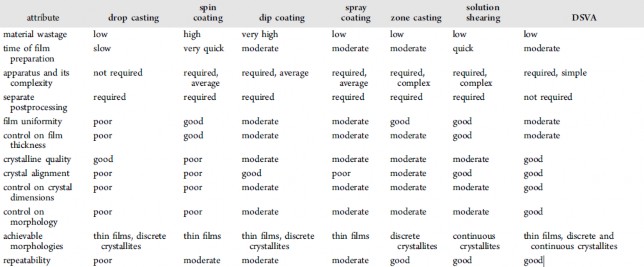 attribute drop casting spin coating dip coating spray coating zone casting solution shearing DSVA
material wastage low high very high low low low low
time of film preparation slow very quick moderate moderate moderate quick moderate
apparatus and its complexity not required required, average required, average required, average required, complex required, complex required, simple
separate postprocessing required required required required required required not required
film uniformity poor good moderate moderate good good moderate
control on film thickness poor good moderate moderate moderate good moderate
crystalline quality good poor moderate moderate moderate moderate good
crystal alignment poor poor good poor moderate good good
control on crystal dimensions poor poor moderate moderate moderate good good
control on morphology poor poor moderate moderate moderate moderate good
achievable morphologies thin films, discrete crystallites thin films thin films, discrete crystallites thin films discrete crystallites continuous crystallites thin films, discrete and continuous crystallites
repeatability poor moderate moderate moderate good good good